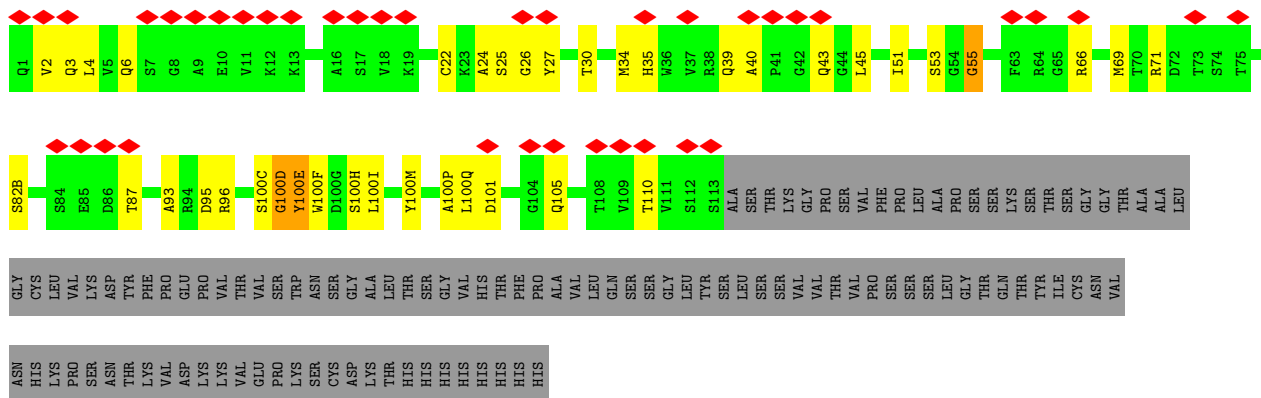 Q1 V2 Q3 L4 V5 Q6 S7 G8 A9 E10 V11 K12 K13 A16 S17 V18 K19 C22 K23 A24 S25 G26 Y27 T30 M34 H35 W36 V37 R38 Q39 A40 P41 G42 Q43 G44 L45 I51 S53 G54 G55 F63 R64 G65 R66 M69 T70 R71 D72 T73 S74 T75
S82B S84 E85 D86 T87 A93 R94 D95 R96 S100C G100D Y100E W100F D100G S100H L100I Y100M A100P L100Q D101 G104 Q105 T108 V109 T110 V111 S112 S113 ALA SER THR LYS GLY PRO SER VAL PHE PRO LEU ALA PRO SER SER LYS SER THR SER GLY GLY THR ALA ALA LEU
GLY CYS LEU VAL LYS ASP TYR PHE PRO GLU PRO VAL THR VAL SER TRP ASN SER GLY ALA LEU THR SER GLY VAL HIS THR PHE PRO ALA VAL LEU GLN SER SER GLY LEU TYR SER LEU SER SER VAL VAL THR VAL PRO SER SER SER LEU GLY THR GLN THR TYR ILE CYS ASN VAL
ASN HIS LYS PRO SER ASN THR LYS VAL ASP LYS LYS VAL GLU PRO LYS SER CYS ASP LYS THR HIS HIS HIS HIS HIS HIS HIS HIS